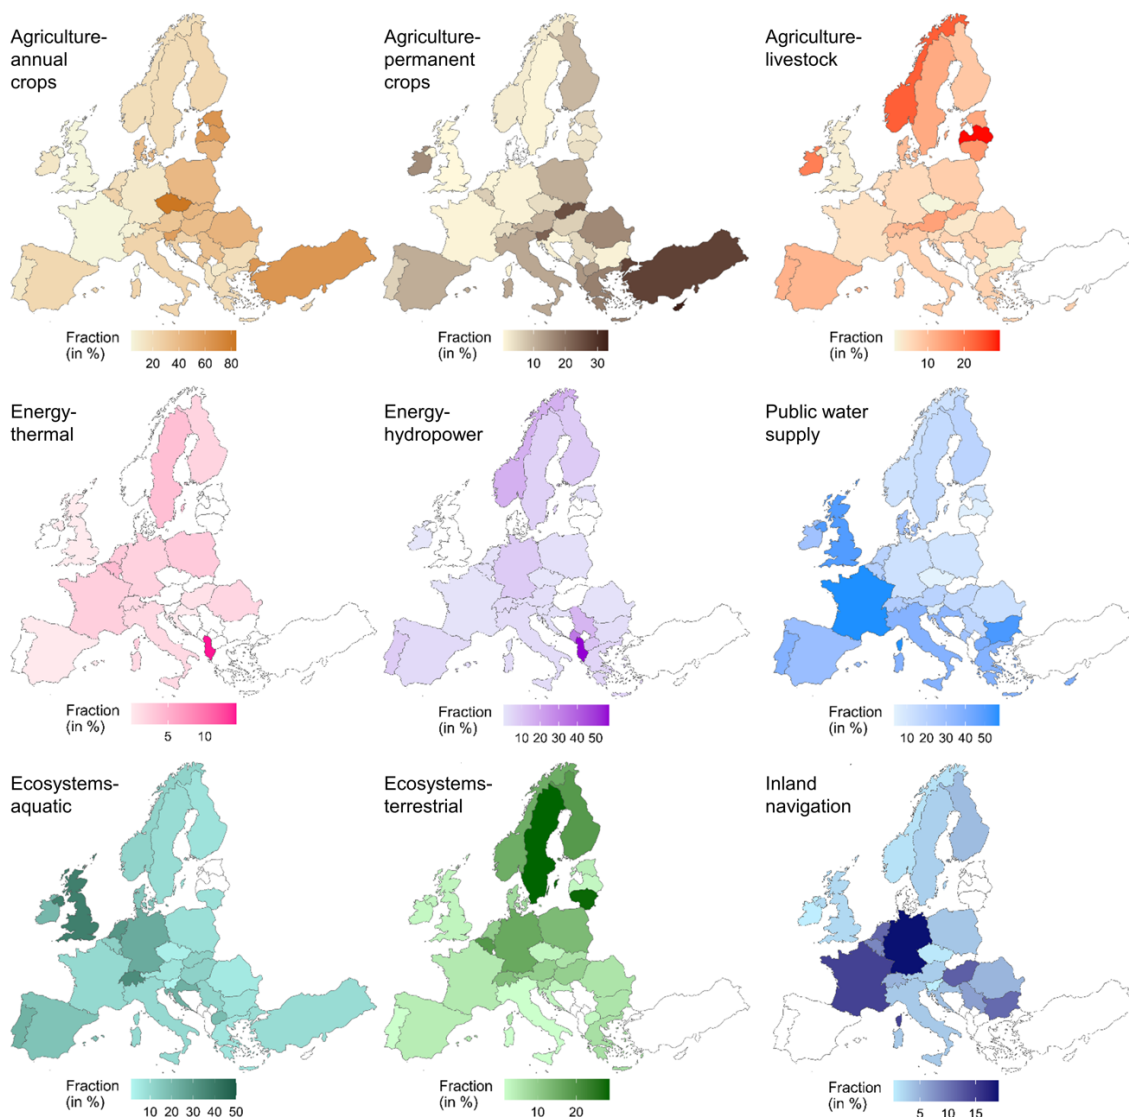 Agriculture-
annual
crops
Fraction
(in %)
20 40 60 80
Agriculture-
permanent
crops
Fraction
(in %)
10 20 30
Agriculture-
livestock
Fraction
(in %)
10 20
Energy-
thermal
Fraction
(in %)
5 10
Energy-
hydropower
Fraction
(in %)
10 20 30 40 50
Public water
supply
Fraction
(in %)
10 20 30 40 50
Ecosystems-
aquatic
Fraction
(in %)
10 20 30 40 50
Ecosystems-
terrestrial
Fraction
(in %)
10 20
Inland
navigation
Fraction
(in %)
5 10 15